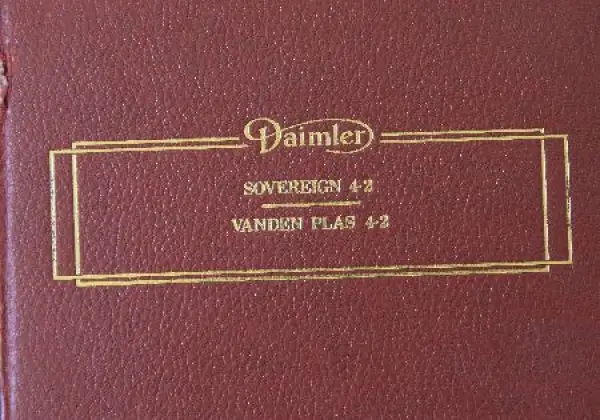 Daimler
SOVEREIGN 4·2
VANDEN PLAS 4·2